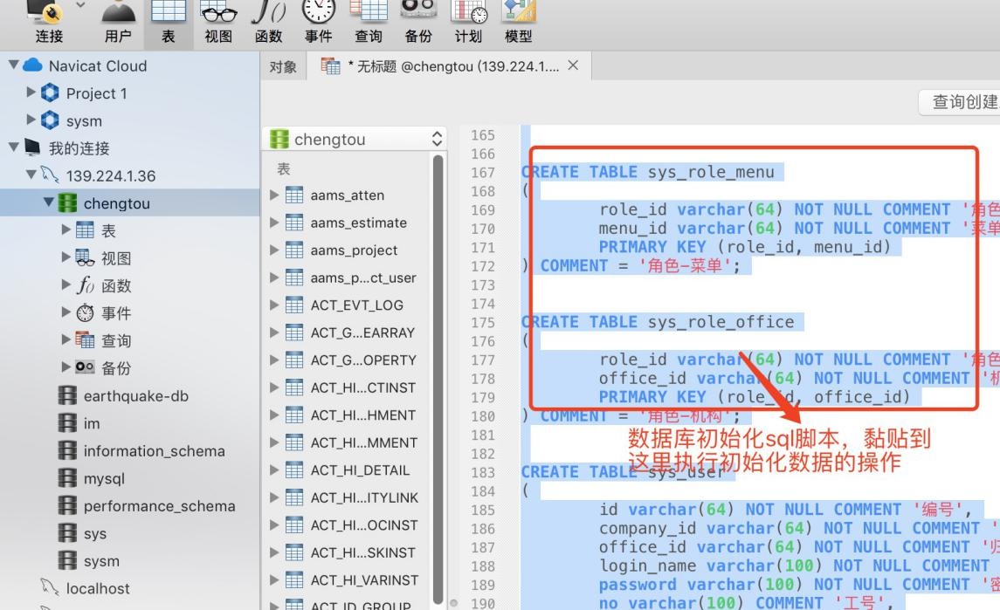 连接
用户
表
视图
函数
事件
查询
备份
计划
模型
Navicat Cloud
Project 1
sysm
我的连接
139.224.1.36
chengtou
表
视图
函数
事件
查询
备份
earthquake-db
im
information_schema
mysql
performance_schema
sys
sysm
localhost
对象
* 无标题 @chengtou (139.224.1....
查询创建
chengtou
表
aams_atten
aams_estimate
aams_project
aams_p...ct_user
ACT_EVT_LOG
ACT_G...EARRAY
ACT_G...OPERTY
ACT_HI...CTINST
ACT_HI...HMENT
ACT_HI...MMENT
ACT_HI_DETAIL
ACT_HI...ITYLINK
ACT_HI...OCINST
ACT_HI...SKINST
ACT_HI_VARINST
ACT_ID_GROUP
165
166
167 CREATE TABLE sys_role_menu
168 (
169 role_id varchar(64) NOT NULL COMMENT '角色
170 menu_id varchar(64) NOT NULL COMMENT '菜单
171 PRIMARY KEY (role_id, menu_id)
172 ) COMMENT = '角色-菜单';
173
174
175 CREATE TABLE sys_role_office
176 (
177 role_id varchar(64) NOT NULL COMMENT '角色
178 office_id varchar(64) NOT NULL COMMENT '机
179 PRIMARY KEY (role_id, office_id)
180 ) COMMENT = '角色-机构';
181
182
183 CREATE TABLE sys_user
184 (
185 id varchar(64) NOT NULL COMMENT '编号',
186 company_id varchar(64) NOT NULL COMMENT '
187 office_id varchar(64) NOT NULL COMMENT '归
188 login_name varchar(100) NOT NULL COMMENT
189 password varchar(100) NOT NULL COMMENT '密
190 no varchar(100) COMMENT '工号',
数据库初始化sql脚本，黏贴到
这里执行初始化数据的操作